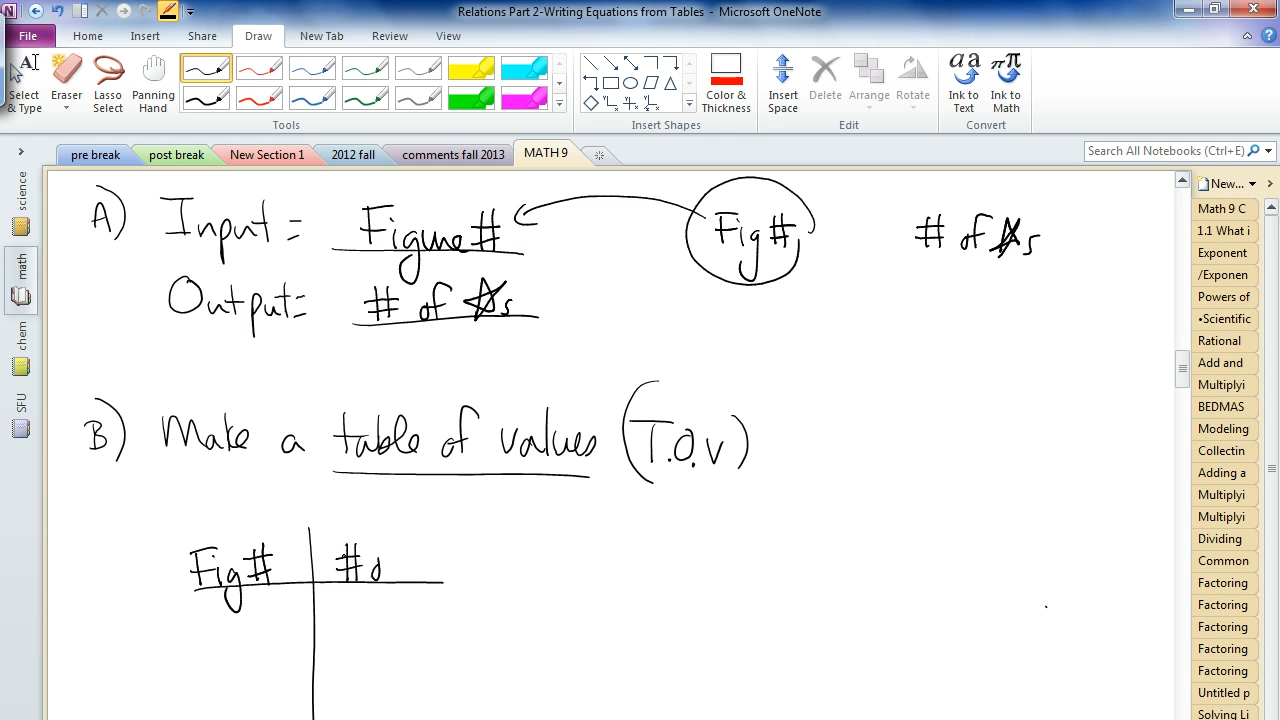 Relations Part 2-Writing Equations from Tables - Microsoft OneNote
File Home Insert Share Draw New Tab Review View
Select & Type
Eraser
Lasso Select
Panning Hand
Color & Thickness
Insert Space
Delete
Arrange
Rotate
Ink to Text
Ink to Math
Tools
Insert Shapes
Edit
Convert
pre break
post break
New Section 1
2012 fall
comments fall 2013
MATH 9
Search All Notebooks (Ctrl+E)
New...
science
math
chem
SFU
A) Input = Figure # Fig # # of ☆s
Output = # of ☆s
B) Make a table of values (T.O.V)
Fig # #o
Math 9 C
1.1 What i
Exponent
/Exponen
Powers of
•Scientific
Rational
Add and
Multiplyi
BEDMAS
Modeling
Collectin
Adding a
Multiplyi
Multiplyi
Dividing
Common
Factoring
Factoring
Factoring
Factoring
Factoring
Untitled p
Solving Li